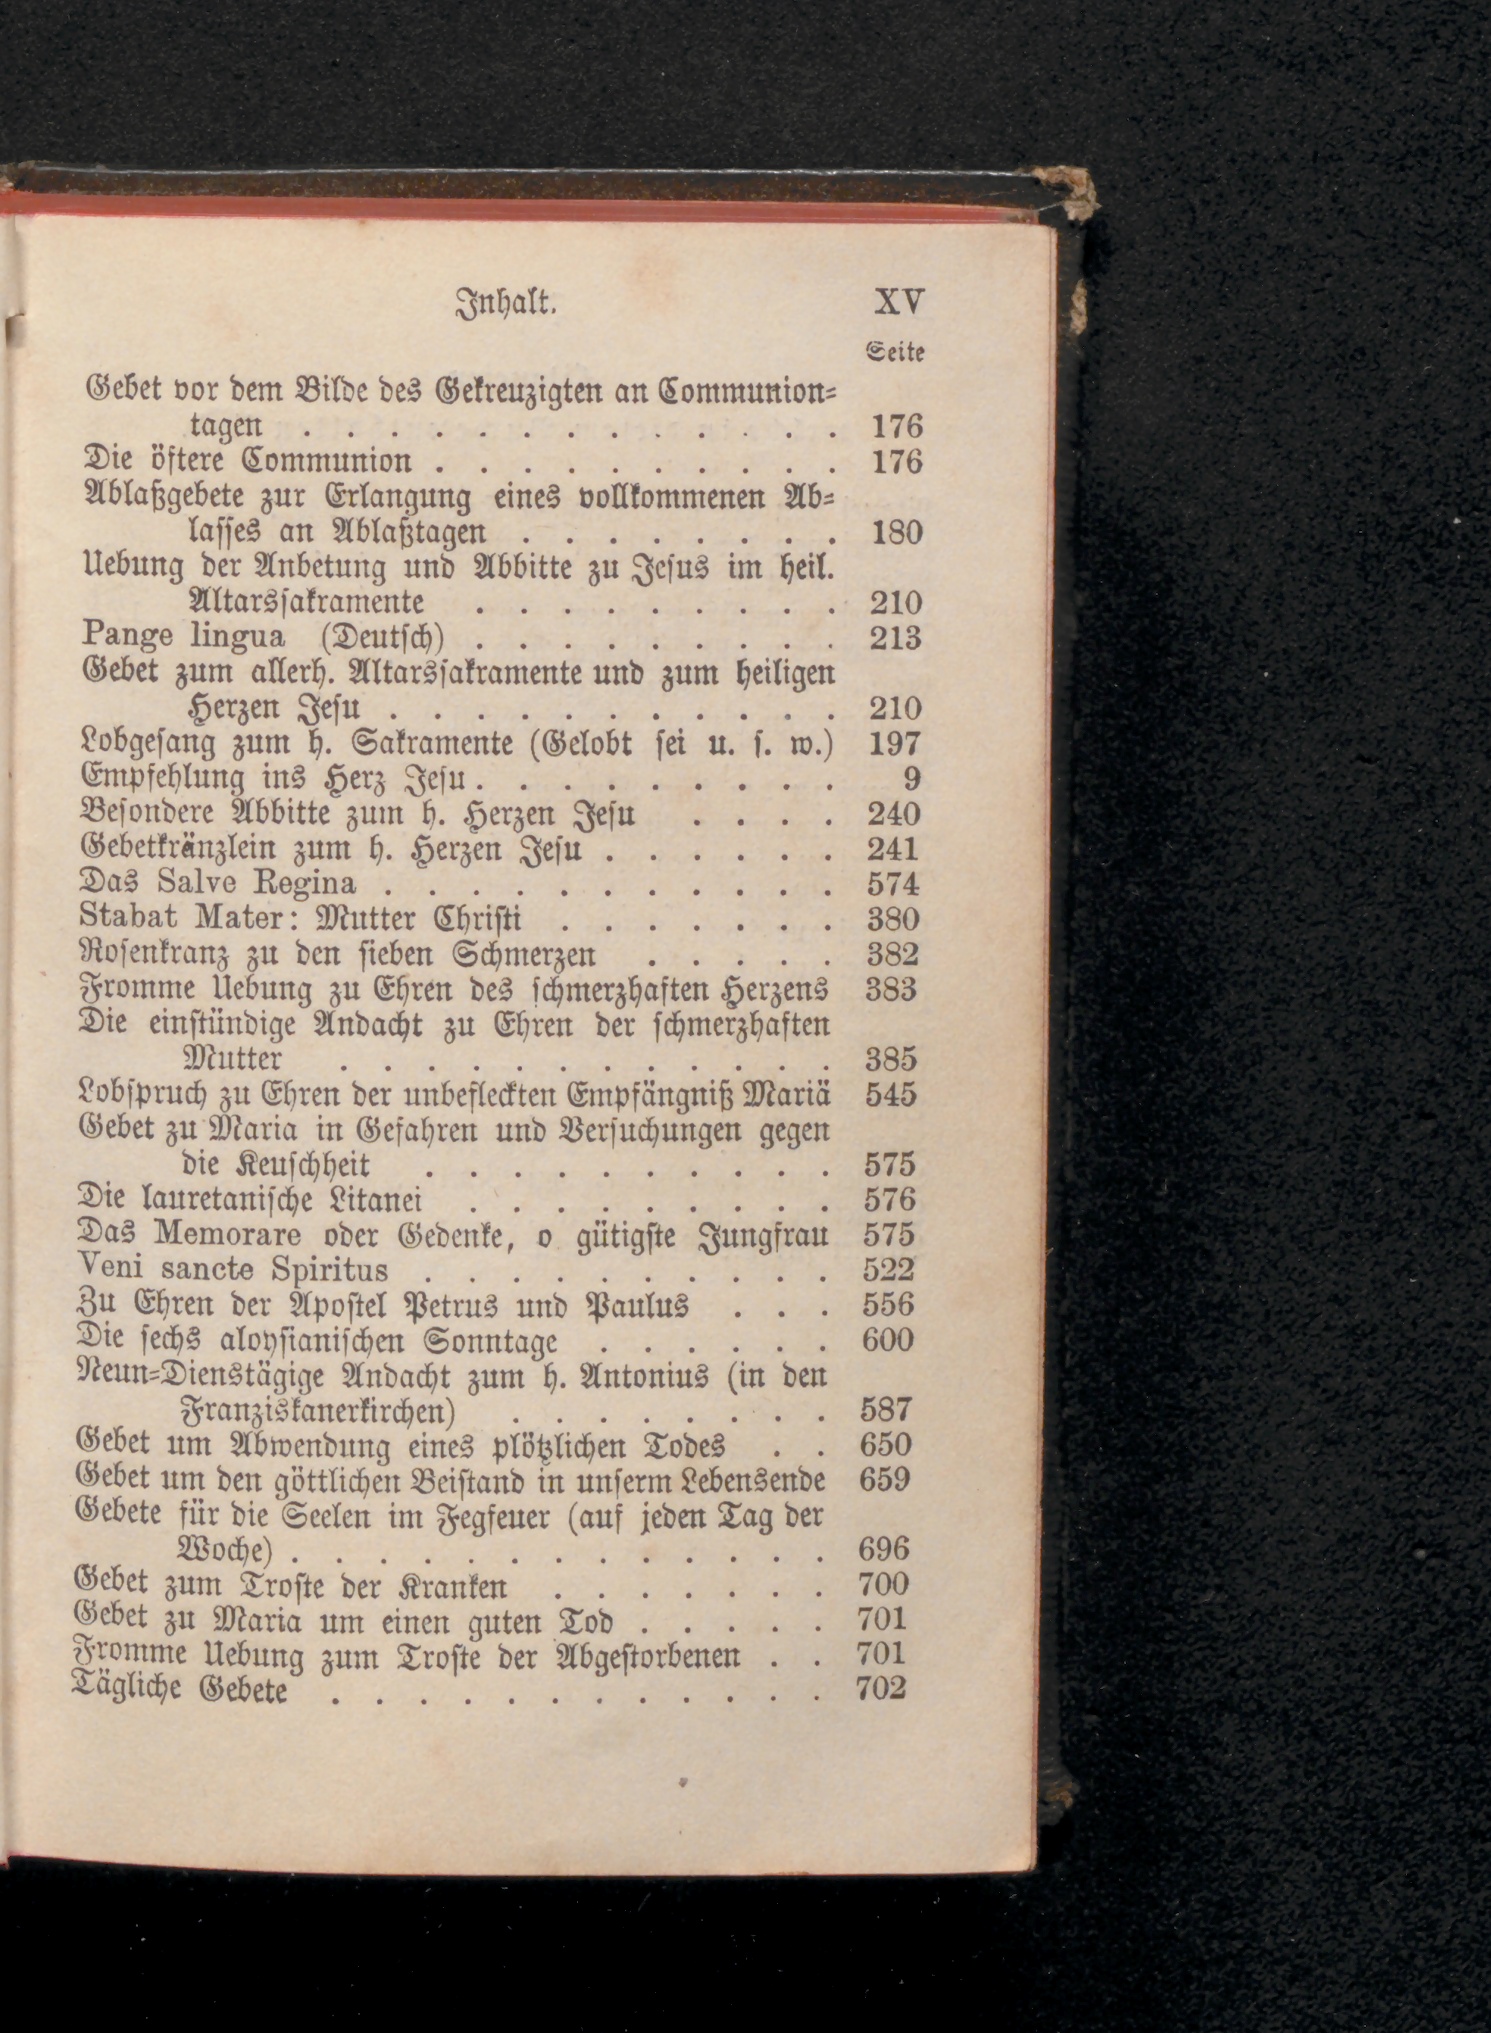 Inhalt. XV
Seite
Gebet vor dem Bilde des Gekreuzigten an Communion=
tagen . . . . . . . . . . . . . 176
Die öftere Communion . . . . . . . . . . 176
Ablaßgebete zur Erlangung eines vollkommenen Ab=
lasses an Ablaßtagen . . . . . . . . 180
Uebung der Anbetung und Abbitte zu Jesus im heil.
Altarssakramente . . . . . . . . . 210
Pange lingua (Deutsch) . . . . . . . . . 213
Gebet zum allerh. Altarssakramente und zum heiligen
Herzen Jesu . . . . . . . . . . . 210
Lobgesang zum h. Sakramente (Gelobt sei u. s. w.) 197
Empfehlung ins Herz Jesu . . . . . . . . . 9
Besondere Abbitte zum h. Herzen Jesu . . . . 240
Gebetkränzlein zum h. Herzen Jesu . . . . . . 241
Das Salve Regina . . . . . . . . . . . 574
Stabat Mater: Mutter Christi . . . . . . . 380
Rosenkranz zu den sieben Schmerzen . . . . . 382
Fromme Uebung zu Ehren des schmerzhaften Herzens 383
Die einstündige Andacht zu Ehren der schmerzhaften
Mutter . . . . . . . . . . . . 385
Lobspruch zu Ehren der unbefleckten Empfängniß Mariä 545
Gebet zu Maria in Gefahren und Versuchungen gegen
die Keuschheit . . . . . . . . . . 575
Die lauretanische Litanei . . . . . . . . . 576
Das Memorare oder Gedenke, o gütigste Jungfrau 575
Veni sancte Spiritus . . . . . . . . . . 522
Zu Ehren der Apostel Petrus und Paulus . . . 556
Die sechs aloysianischen Sonntage . . . . . . 600
Neun=Dienstägige Andacht zum h. Antonius (in den
Franziskanerkirchen) . . . . . . . . 587
Gebet um Abwendung eines plötzlichen Todes . . 650
Gebet um den göttlichen Beistand in unserm Lebensende 659
Gebete für die Seelen im Fegfeuer (auf jeden Tag der
Woche) . . . . . . . . . . . . . 696
Gebet zum Troste der Kranken . . . . . . . 700
Gebet zu Maria um einen guten Tod . . . . . 701
Fromme Uebung zum Troste der Abgestorbenen . . 701
Tägliche Gebete . . . . . . . . . . . . 702